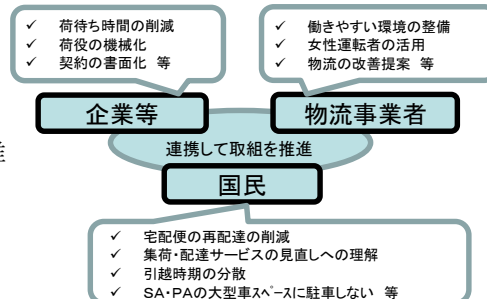 ✓ 荷待ち時間の削減
✓ 荷役の機械化
✓ 契約の書面化 等
✓ 働きやすい環境の整備
✓ 女性運転者の活用
✓ 物流の改善提案 等
企業等
物流事業者
連携して取組を推進
国民
✓ 宅配便の再配達の削減
✓ 集荷・配達サービスの見直しへの理解
✓ 引越時期の分散
✓ SA・PAの大型車スペースに駐車しない 等